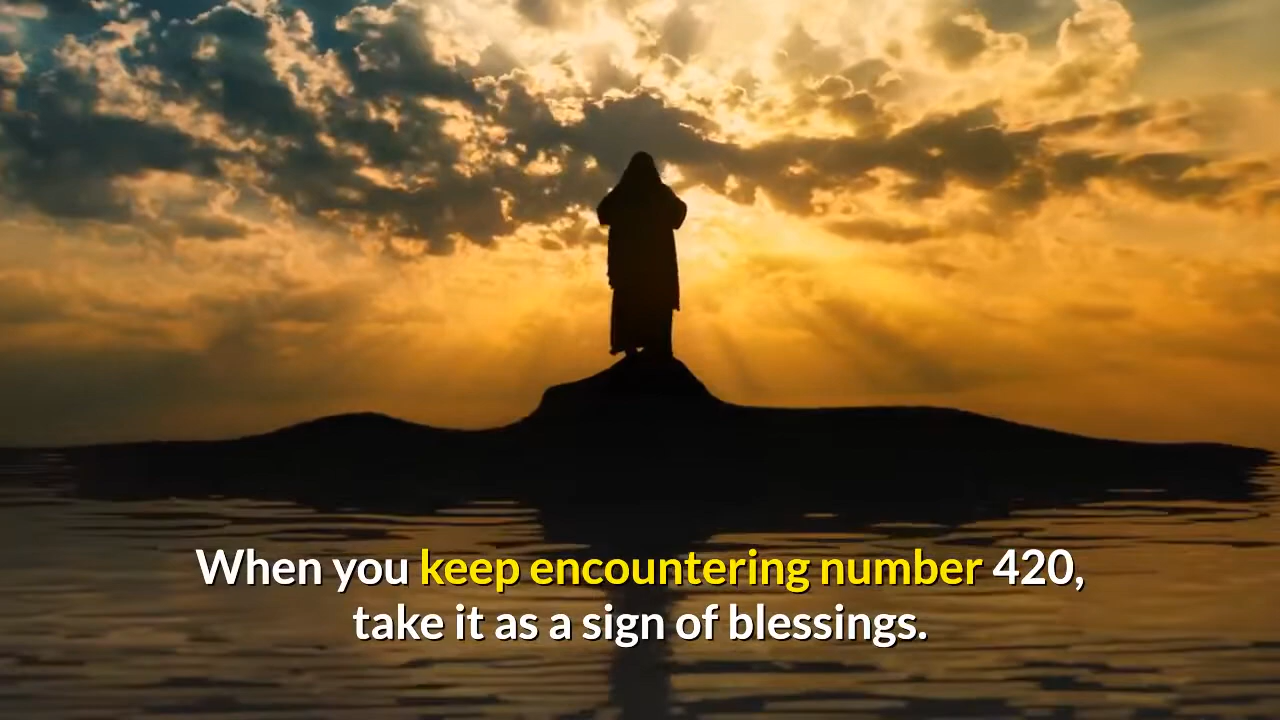 When you keep encountering number 420,
take it as a sign of blessings.